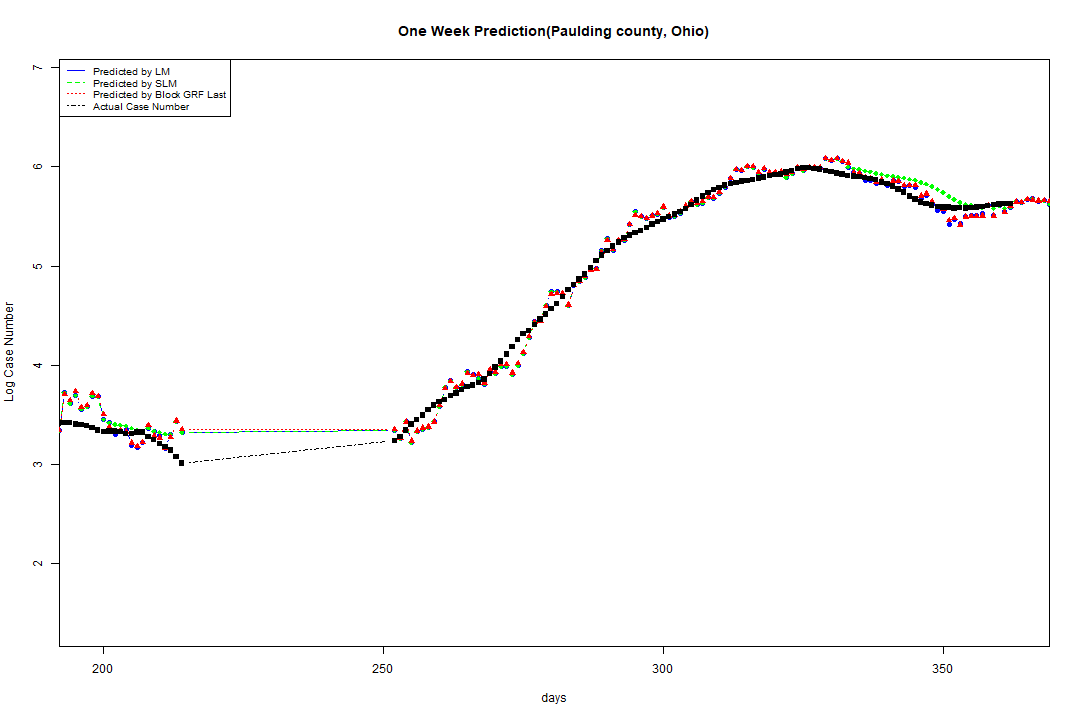 One Week Prediction(Paulding county, Ohio)
Predicted by LM
Predicted by SLM
Predicted by Block GRF Last
Actual Case Number
7
6
5
4
3
2
Log Case Number
200 250 300 350
days